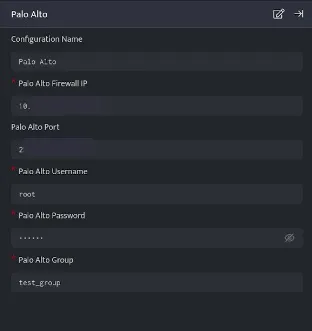 Palo Alto
Configuration Name
Palo Alto
* Palo Alto Firewall IP
10.
Palo Alto Port
2
* Palo Alto Username
root
* Palo Alto Password
······
* Palo Alto Group
test_group